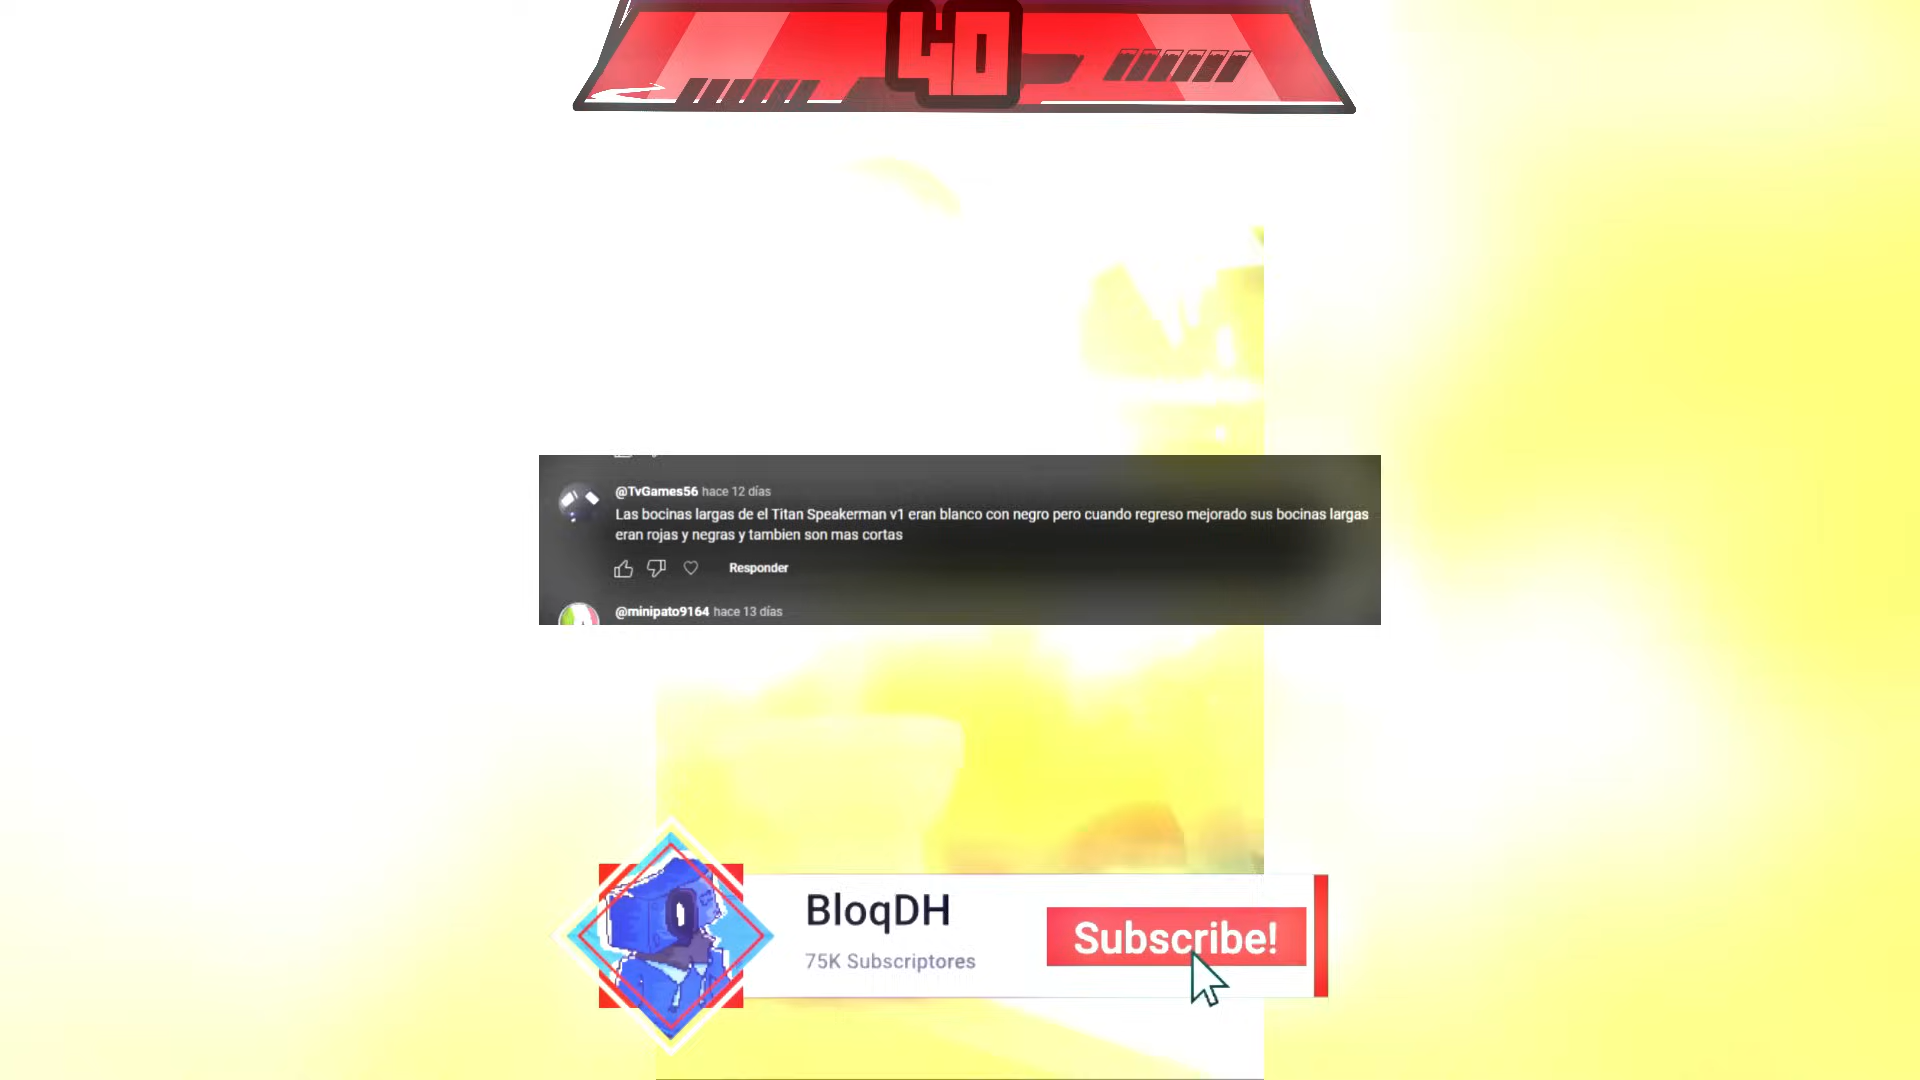 40
@TvGames56 hace 12 días
Las bocinas largas de el Titan Speakerman v1 eran blanco con negro pero cuando regreso mejorado sus bocinas largas
eran rojas y negras y tambien son mas cortas
Responder
@minipato9164 hace 13 días
BloqDH
75K Subscriptores
Subscribe!